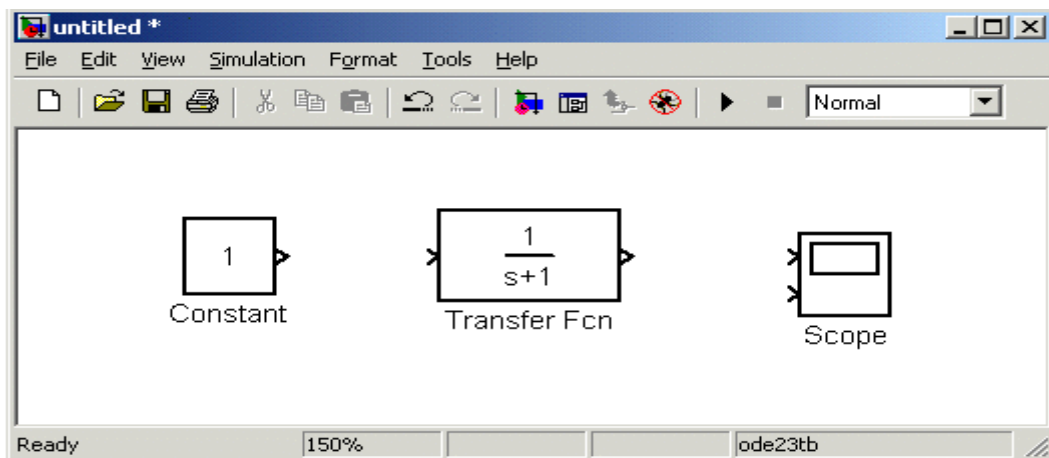 untitled *
File Edit View Simulation Format Tools Help
Normal
1
Constant
1
s+1
Transfer Fcn
Scope
Ready 150% ode23tb